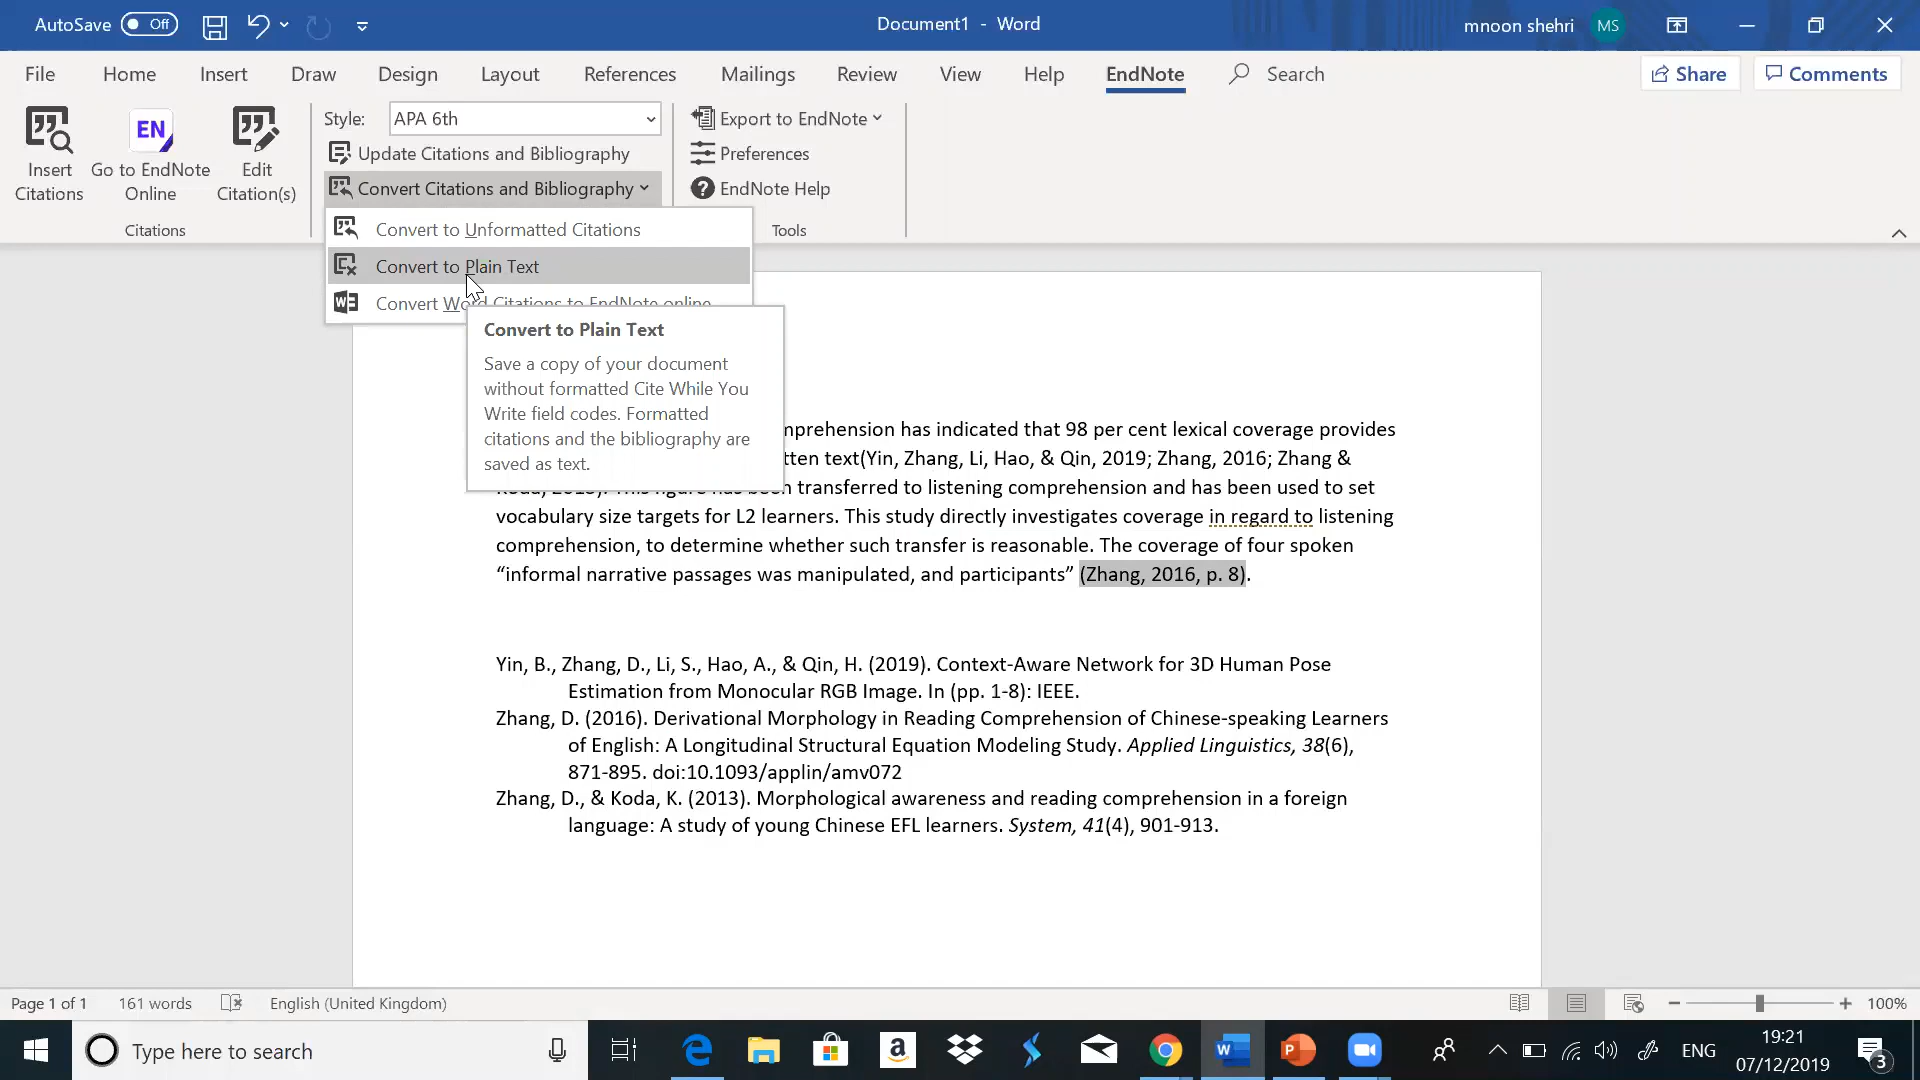 AutoSave Off Document1 - Word mnoon shehri MS
File Home Insert Draw Design Layout References Mailings Review View Help EndNote Search Share Comments
Insert Citations
EN
Go to EndNote Online
Edit Citation(s)
Citations
Style: APA 6th
Update Citations and Bibliography
Convert Citations and Bibliography
Export to EndNote
Preferences
EndNote Help
Tools
Convert to Unformatted Citations
Convert to Plain Text
Convert Word Citations to EndNote online
Convert to Plain Text
Save a copy of your document
without formatted Cite While You
Write field codes. Formatted
citations and the bibliography are
saved as text.
mprehension has indicated that 98 per cent lexical coverage provides
tten text(Yin, Zhang, Li, Hao, & Qin, 2019; Zhang, 2016; Zhang &
Koda, 2013). This figure has been transferred to listening comprehension and has been used to set
vocabulary size targets for L2 learners. This study directly investigates coverage in regard to listening
comprehension, to determine whether such transfer is reasonable. The coverage of four spoken
“informal narrative passages was manipulated, and participants” (Zhang, 2016, p. 8).
Yin, B., Zhang, D., Li, S., Hao, A., & Qin, H. (2019). Context-Aware Network for 3D Human Pose
Estimation from Monocular RGB Image. In (pp. 1-8): IEEE.
Zhang, D. (2016). Derivational Morphology in Reading Comprehension of Chinese-speaking Learners
of English: A Longitudinal Structural Equation Modeling Study. Applied Linguistics, 38(6),
871-895. doi:10.1093/applin/amv072
Zhang, D., & Koda, K. (2013). Morphological awareness and reading comprehension in a foreign
language: A study of young Chinese EFL learners. System, 41(4), 901-913.
Page 1 of 1 161 words English (United Kingdom) 100%
Type here to search ENG
19:21
07/12/2019
3